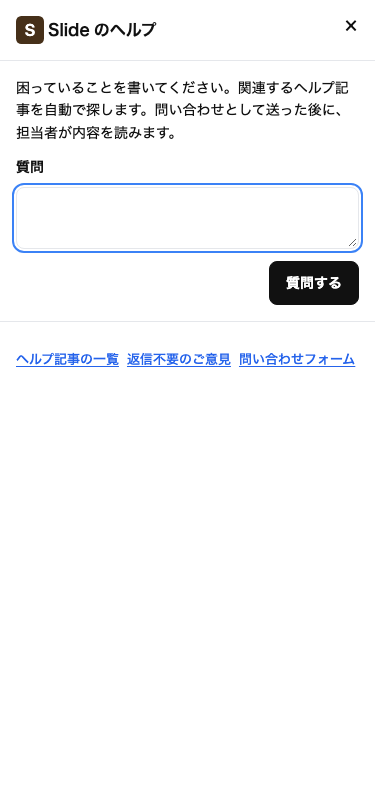 S Slide のヘルプ
×
困っていることを書いてください。関連するヘルプ記
事を自動で探します。問い合わせとして送った後に、
担当者が内容を読みます。
質問
質問する
ヘルプ記事の一覧 返信不要のご意見 問い合わせフォーム